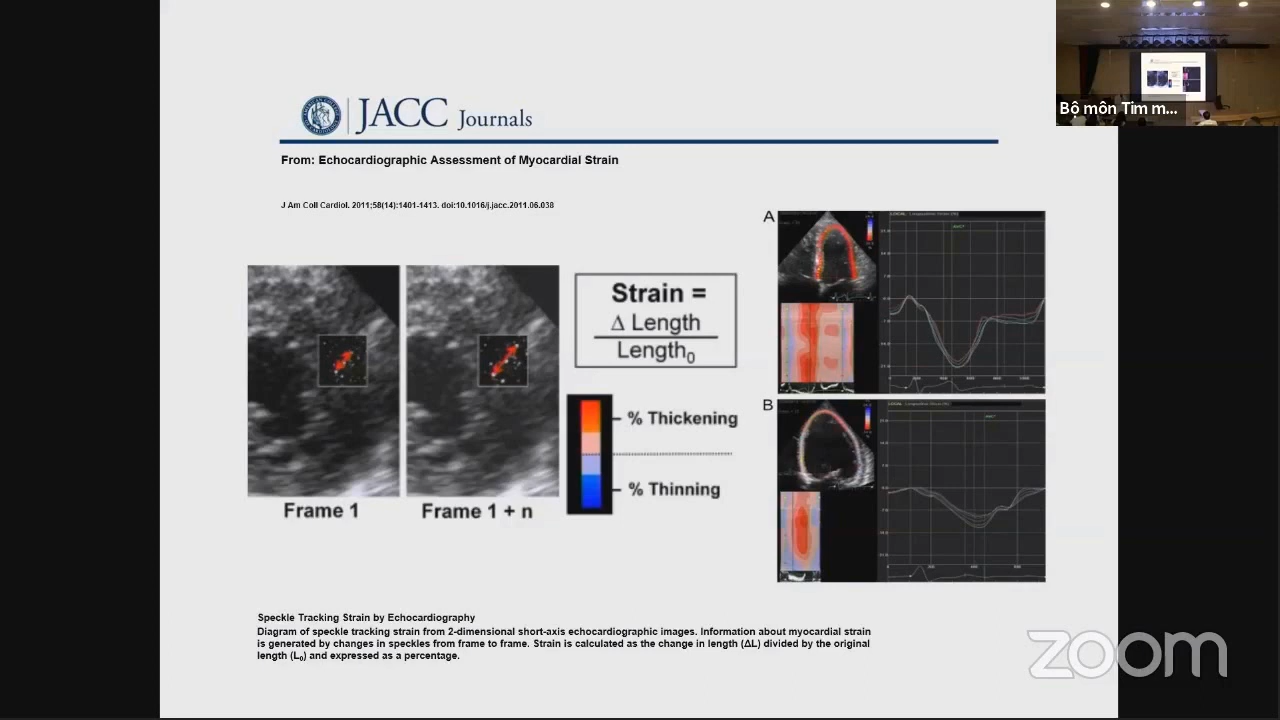 JACC Journals
From: Echocardiographic Assessment of Myocardial Strain
J Am Coll Cardiol. 2011;58(14):1401-1413. doi:10.1016/j.jacc.2011.06.038
Bộ môn Tim m...
A
Strain =
Δ Length
Length0
% Thickening
% Thinning
B
Frame 1
Frame 1 + n
Speckle Tracking Strain by Echocardiography
Diagram of speckle tracking strain from 2-dimensional short-axis echocardiographic images. Information about myocardial strain
is generated by changes in speckles from frame to frame. Strain is calculated as the change in length (ΔL) divided by the original
length (L0) and expressed as a percentage.
zoom